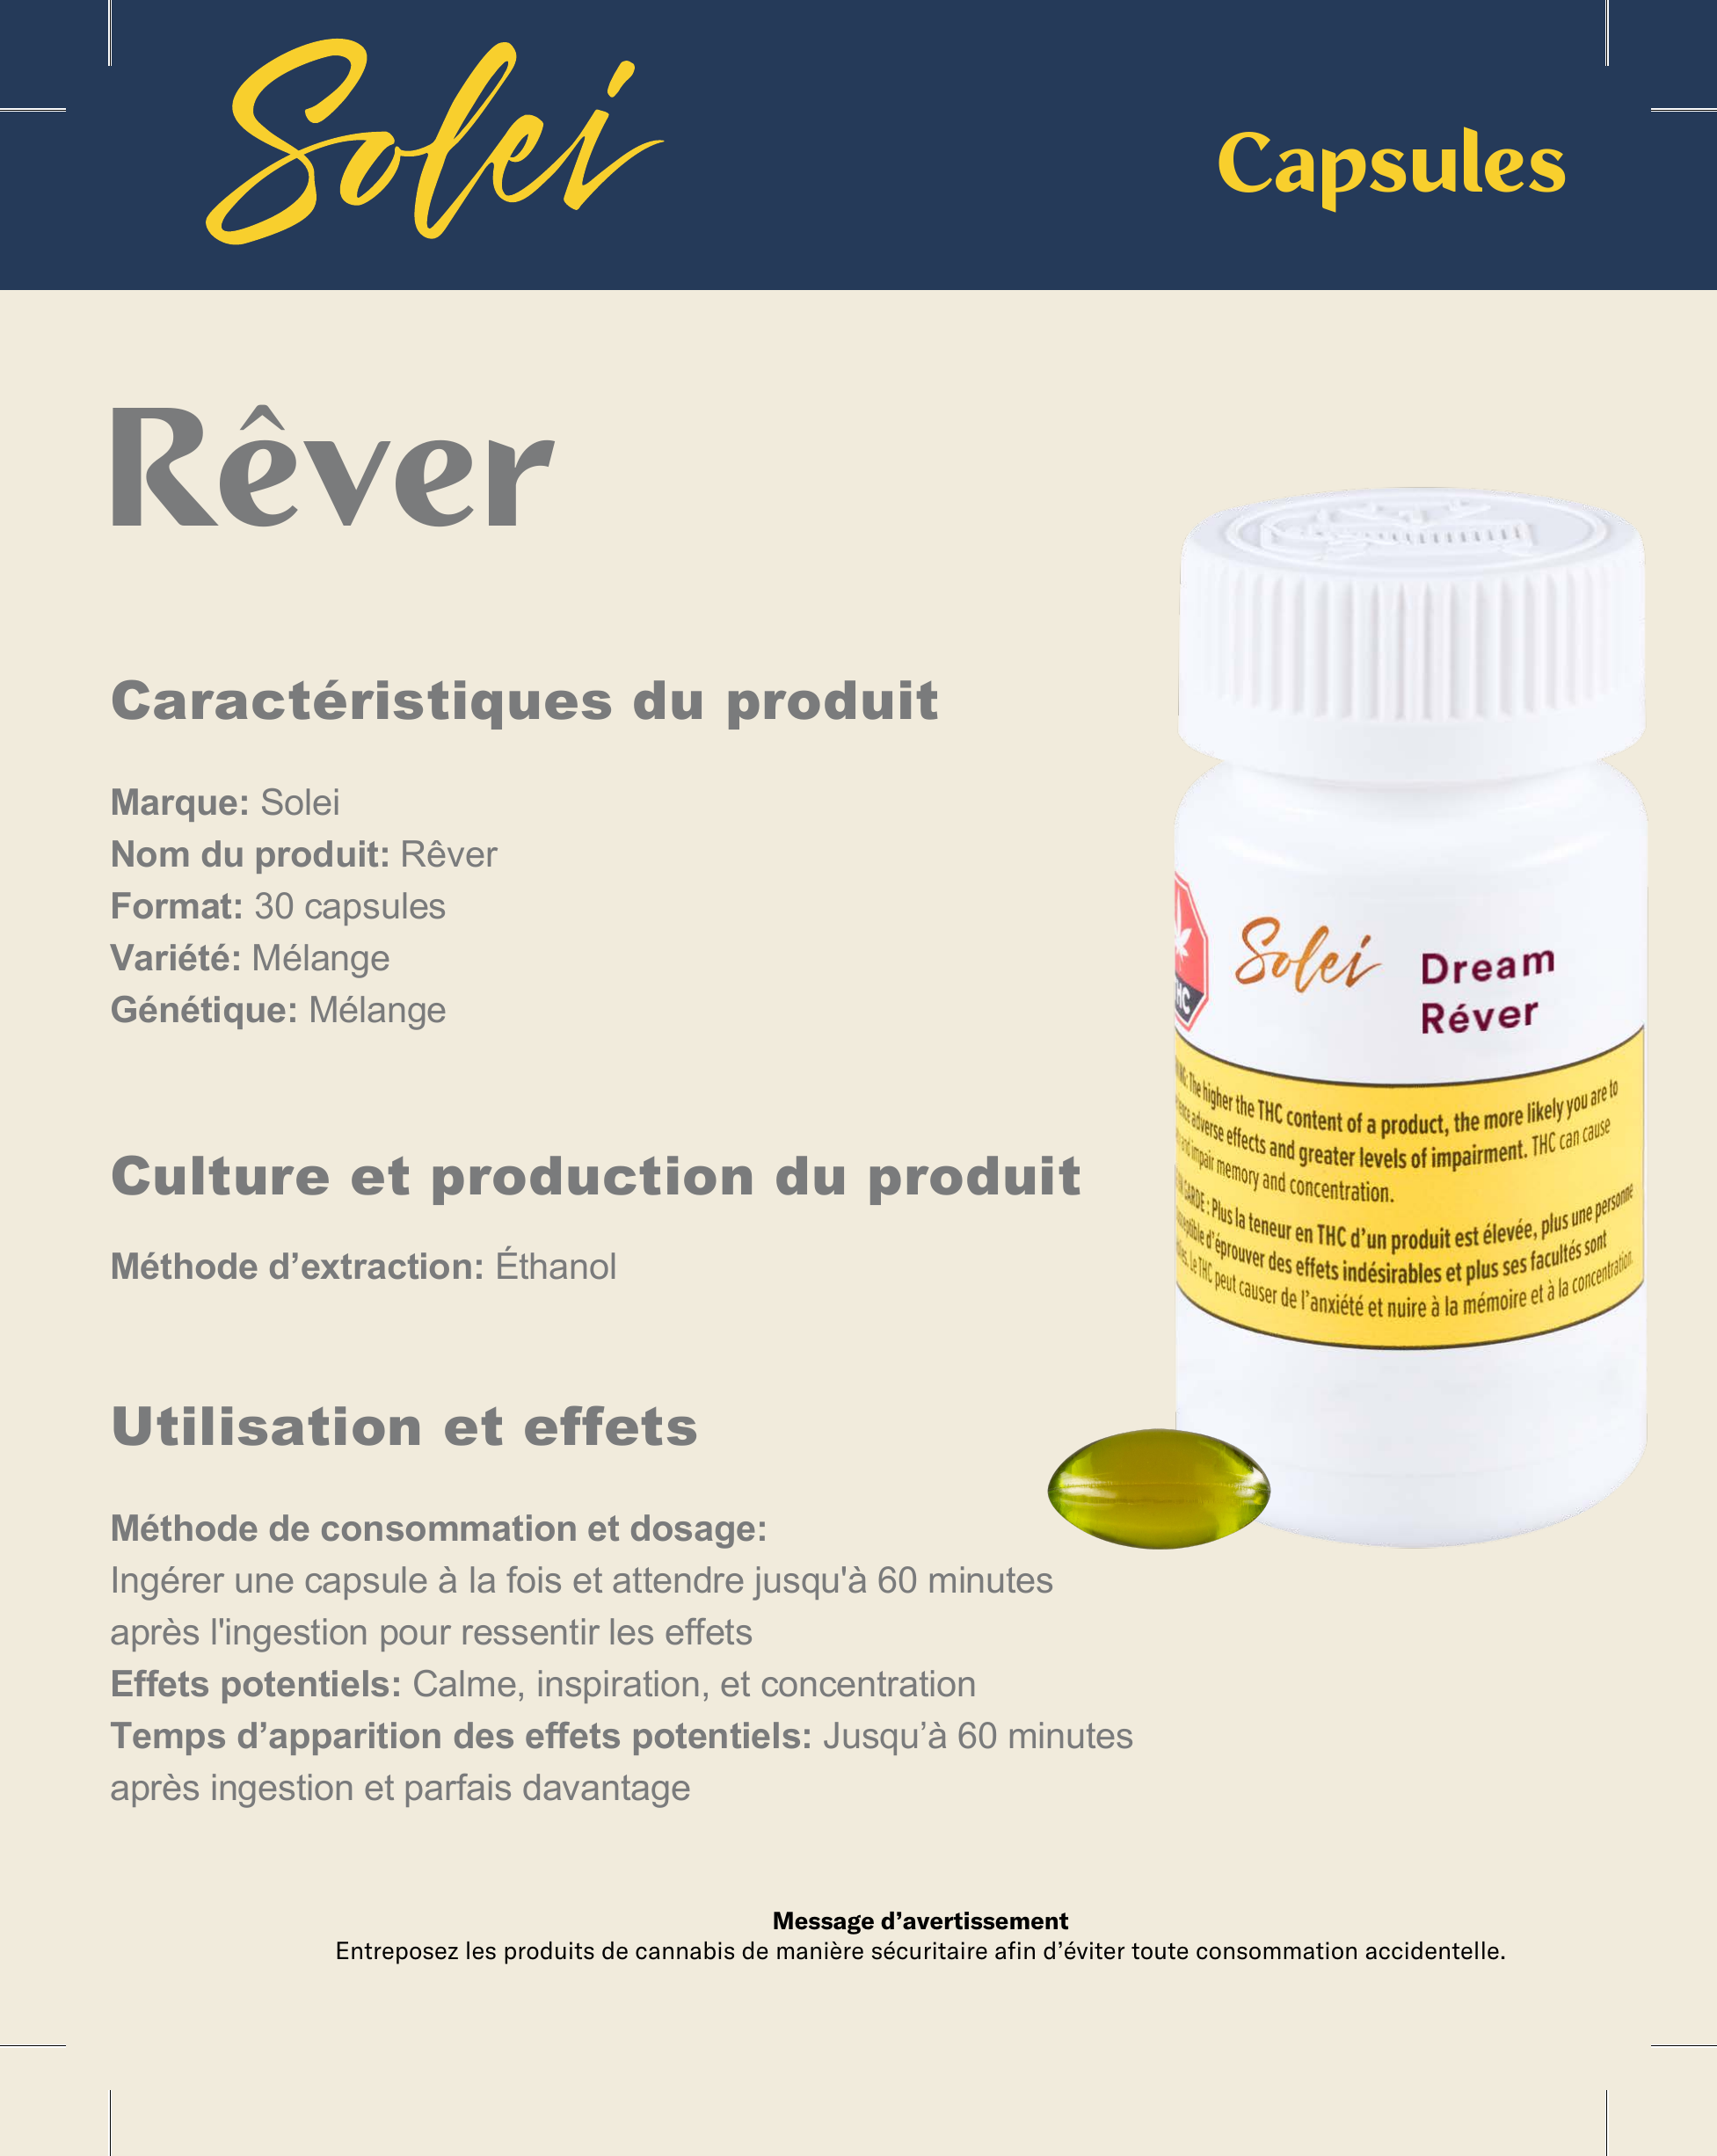 Solei
Capsules
Rêver
Caractéristiques du produit
Marque: Solei
Nom du produit: Rêver
Format: 30 capsules
Variété: Mélange
Génétique: Mélange
Culture et production du produit
Méthode d’extraction: Éthanol
Utilisation et effets
Méthode de consommation et dosage:
Ingérer une capsule à la fois et attendre jusqu'à 60 minutes
après l'ingestion pour ressentir les effets
Effets potentiels: Calme, inspiration, et concentration
Temps d’apparition des effets potentiels: Jusqu’à 60 minutes
après ingestion et parfais davantage
Solei
Dream
Réver
HC
The higher the THC content of a product, the more likely you are to
adverse effects and greater levels of impairment. THC can cause
and impair memory and concentration.
GARDE : Plus la teneur en THC d’un produit est élevée, plus une personne
d’éprouver des effets indésirables et plus ses facultés sont
Le THC peut causer de l’anxiété et nuire à la mémoire et à la concentration.
Message d’avertissement
Entreposez les produits de cannabis de manière sécuritaire afin d’éviter toute consommation accidentelle.